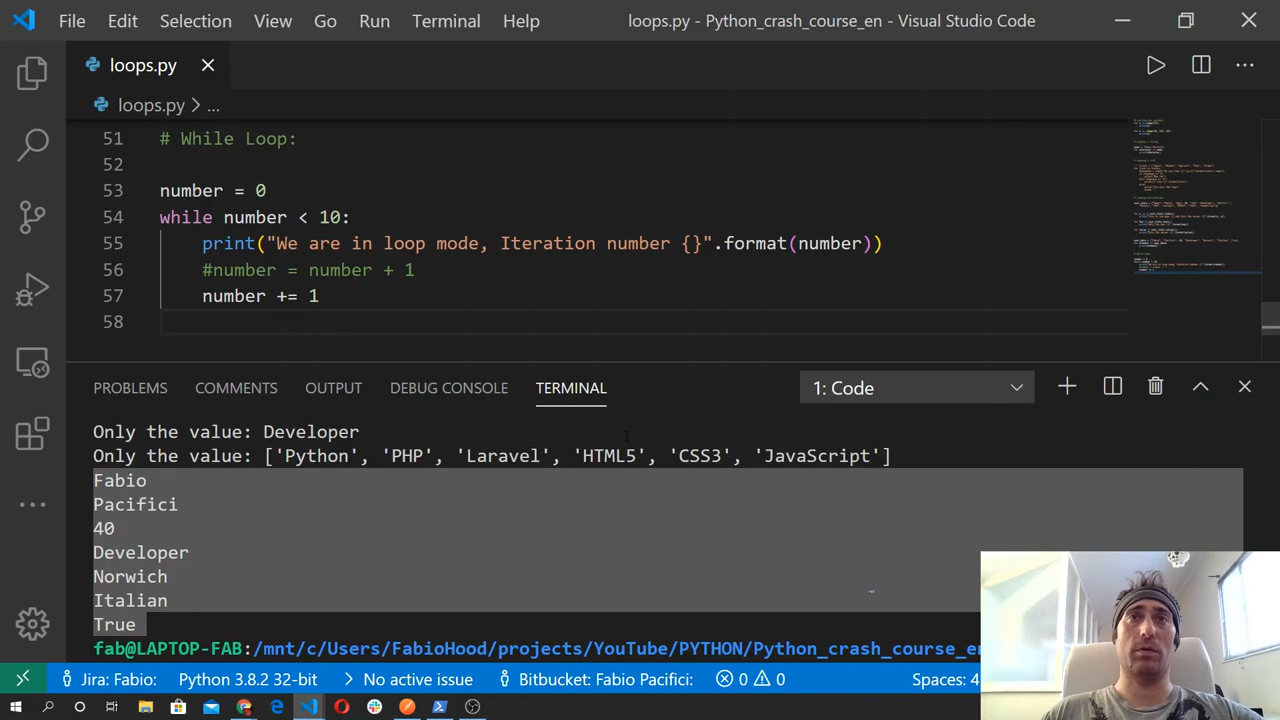 File Edit Selection View Go Run Terminal Help loops.py - Python_crash_course_en - Visual Studio Code
loops.py
loops.py > ...
51 # While Loop:
52
53 number = 0
54 while number < 10:
55 print("We are in loop mode, Iteration number {}".format(number))
56 #number = number + 1
57 number += 1
58
PROBLEMS COMMENTS OUTPUT DEBUG CONSOLE TERMINAL 1: Code
Only the value: Developer
Only the value: ['Python', 'PHP', 'Laravel', 'HTML5', 'CSS3', 'JavaScript']
Fabio
Pacifici
40
Developer
Norwich
Italian
True
fab@LAPTOP-FAB:/mnt/c/Users/FabioHood/projects/YouTube/PYTHON/Python_crash_course_en
Jira: Fabio: Python 3.8.2 32-bit No active issue Bitbucket: Fabio Pacifici: 0 0 Spaces: 4